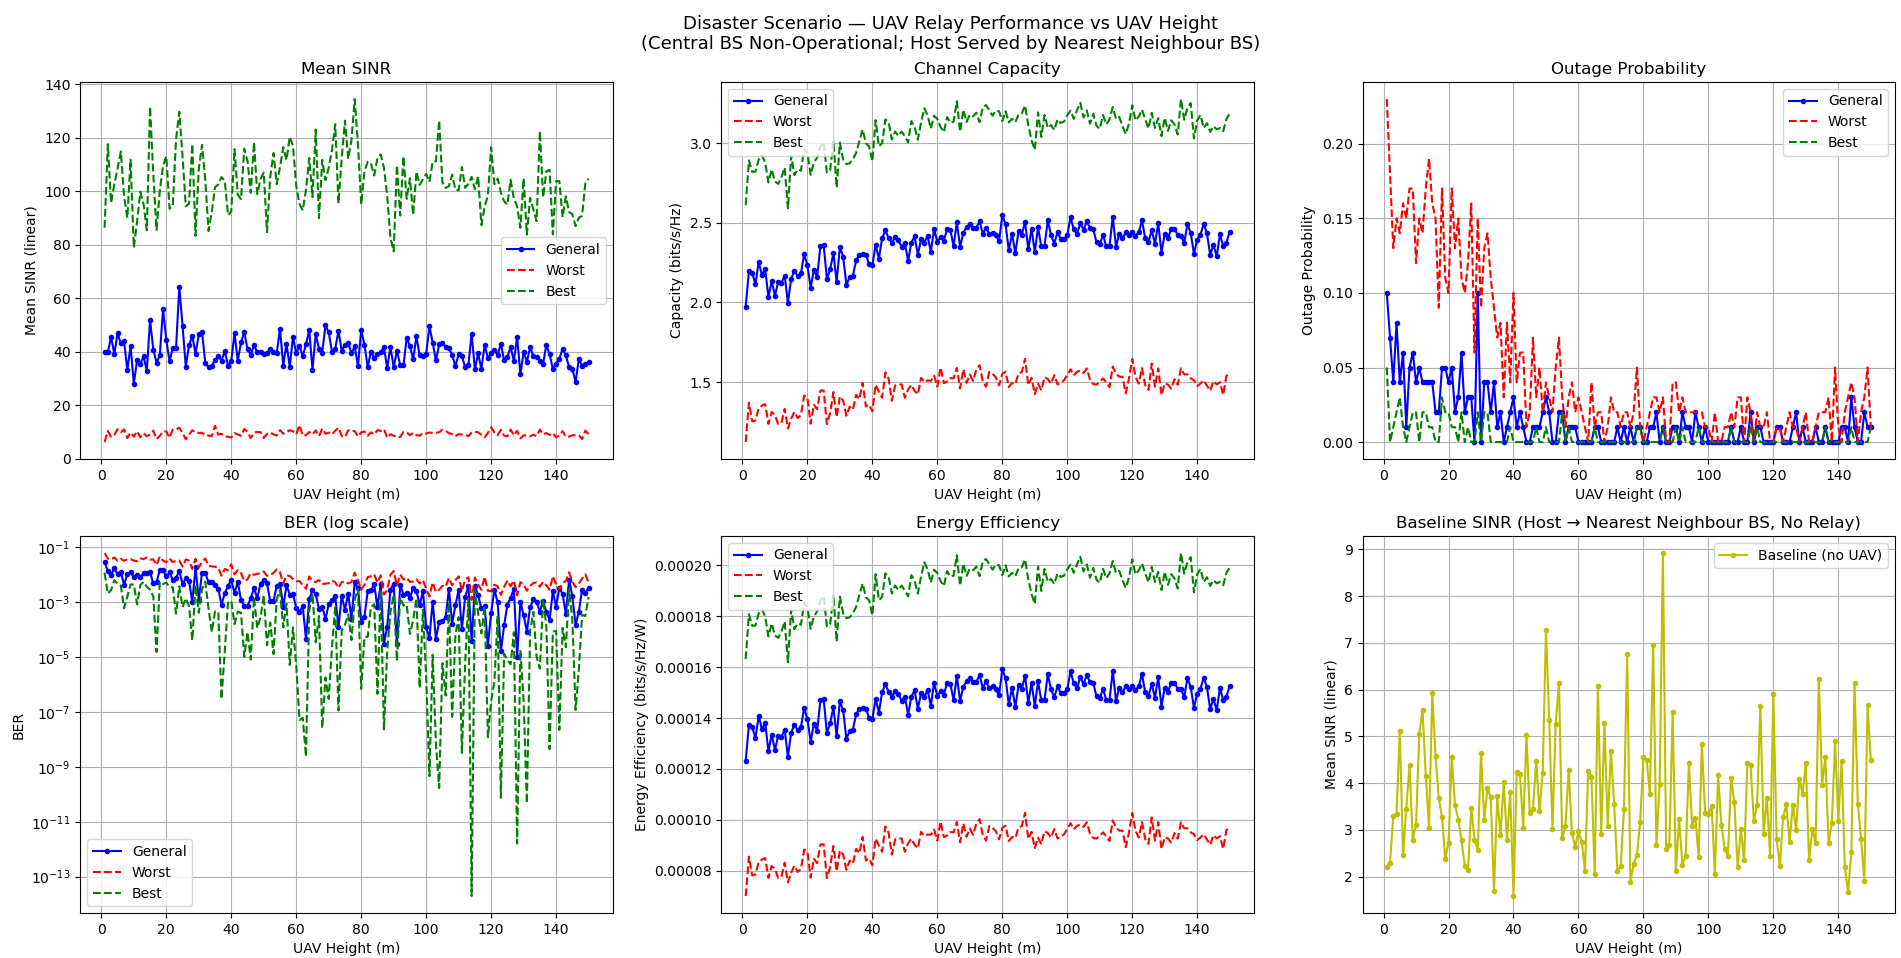 Disaster Scenario — UAV Relay Performance vs UAV Height
(Central BS Non-Operational; Host Served by Nearest Neighbour BS)
Mean SINR
Mean SINR (linear)
140
120
100
80
60
40
20
0
General
Worst
Best
0 20 40 60 80 100 120 140
UAV Height (m)
Channel Capacity
Capacity (bits/s/Hz)
3.0
2.5
2.0
1.5
General
Worst
Best
0 20 40 60 80 100 120 140
UAV Height (m)
Outage Probability
Outage Probability
0.20
0.15
0.10
0.05
0.00
General
Worst
Best
0 20 40 60 80 100 120 140
UAV Height (m)
BER (log scale)
BER
10⁻¹
10⁻³
10⁻⁵
10⁻⁷
10⁻⁹
10⁻¹¹
10⁻¹³
General
Worst
Best
0 20 40 60 80 100 120 140
UAV Height (m)
Energy Efficiency
Energy Efficiency (bits/s/Hz/W)
0.00020
0.00018
0.00016
0.00014
0.00012
0.00010
0.00008
General
Worst
Best
0 20 40 60 80 100 120 140
UAV Height (m)
Baseline SINR (Host → Nearest Neighbour BS, No Relay)
Mean SINR (linear)
9
8
7
6
5
4
3
2
Baseline (no UAV)
0 20 40 60 80 100 120 140
UAV Height (m)